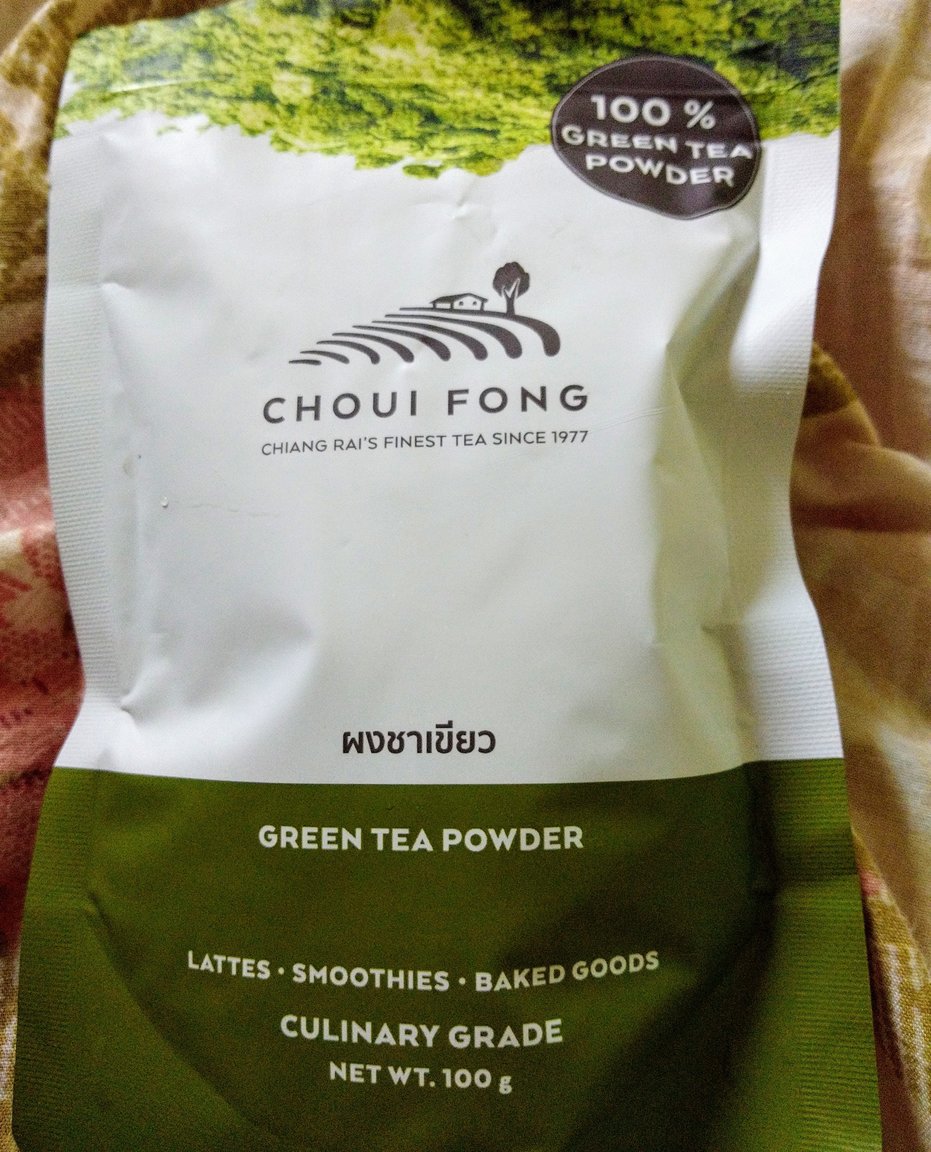 100 %
GREEN TEA
POWDER
CHOUI FONG
CHIANG RAI'S FINEST TEA SINCE 1977
ผงชาเขียว
GREEN TEA POWDER
LATTES • SMOOTHIES • BAKED GOODS
CULINARY GRADE
NET WT. 100 g